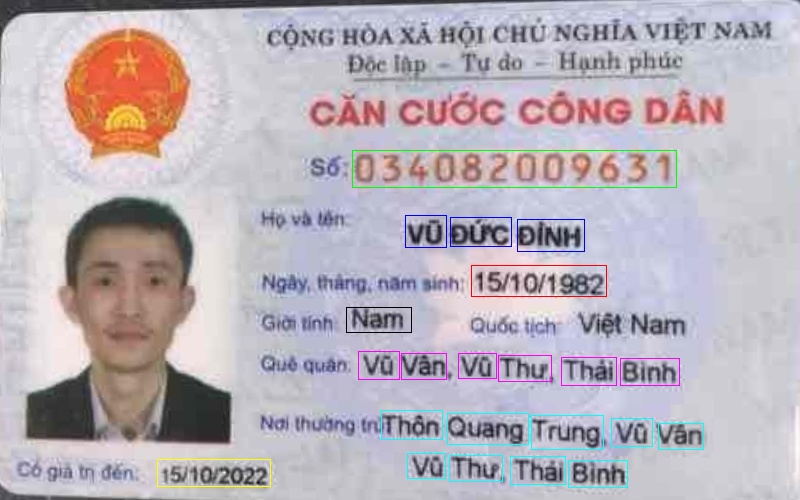 CỘNG HÒA XÃ HỘI CHỦ NGHĨA VIỆT NAM
Độc lập - Tự do - Hạnh phúc
CĂN CƯỚC CÔNG DÂN
Số: 034082009631
Họ và tên: VŨ ĐỨC ĐỈNH
Ngày, tháng, năm sinh: 15/10/1982
Giới tính: Nam Quốc tịch: Việt Nam
Quê quán: Vũ Vân, Vũ Thư, Thái Bình
Nơi thường trú Thôn Quang Trung, Vũ Vân
Vũ Thư, Thái Bình
Có giá trị đến: 15/10/2022